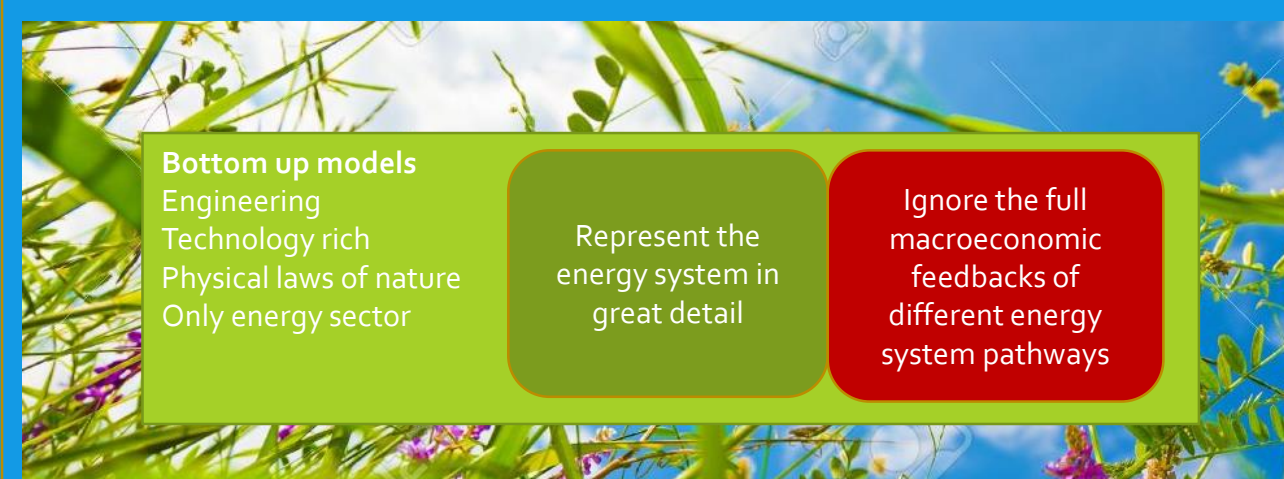 Bottom up models
Engineering
Technology rich
Physical laws of nature
Only energy sector
Represent the
energy system in
great detail
Ignore the full
macroeconomic
feedbacks of
different energy
system pathways